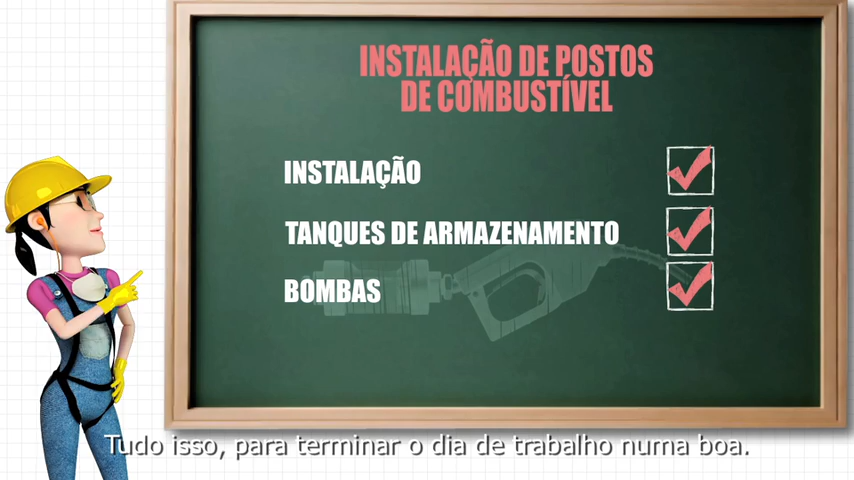 INSTALAÇÃO DE POSTOS
DE COMBUSTÍVEL
INSTALAÇÃO
TANQUES DE ARMAZENAMENTO
BOMBAS
Tudo isso, para terminar o dia de trabalho numa boa.